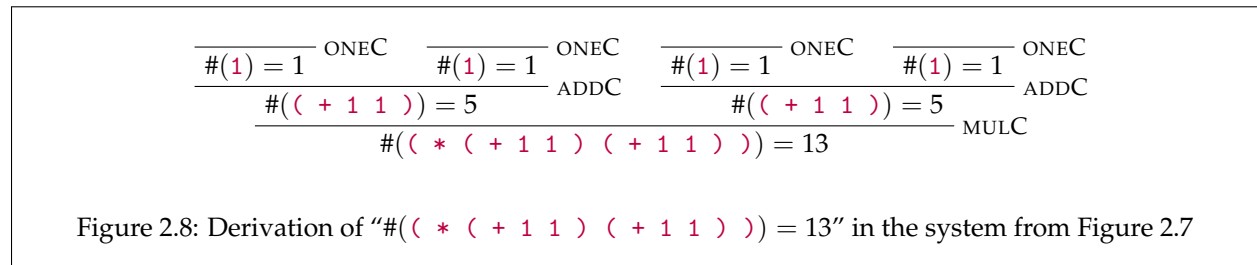 ONEC ONEC ONEC ONEC
#(1) = 1 #(1) = 1 #(1) = 1 #(1) = 1
ADDC ADDC
#(( + 1 1 )) = 5 #(( + 1 1 )) = 5
MULC
#(( * ( + 1 1 ) ( + 1 1 ) )) = 13
Figure 2.8: Derivation of “#(( * ( + 1 1 ) ( + 1 1 ) )) = 13” in the system from Figure 2.7